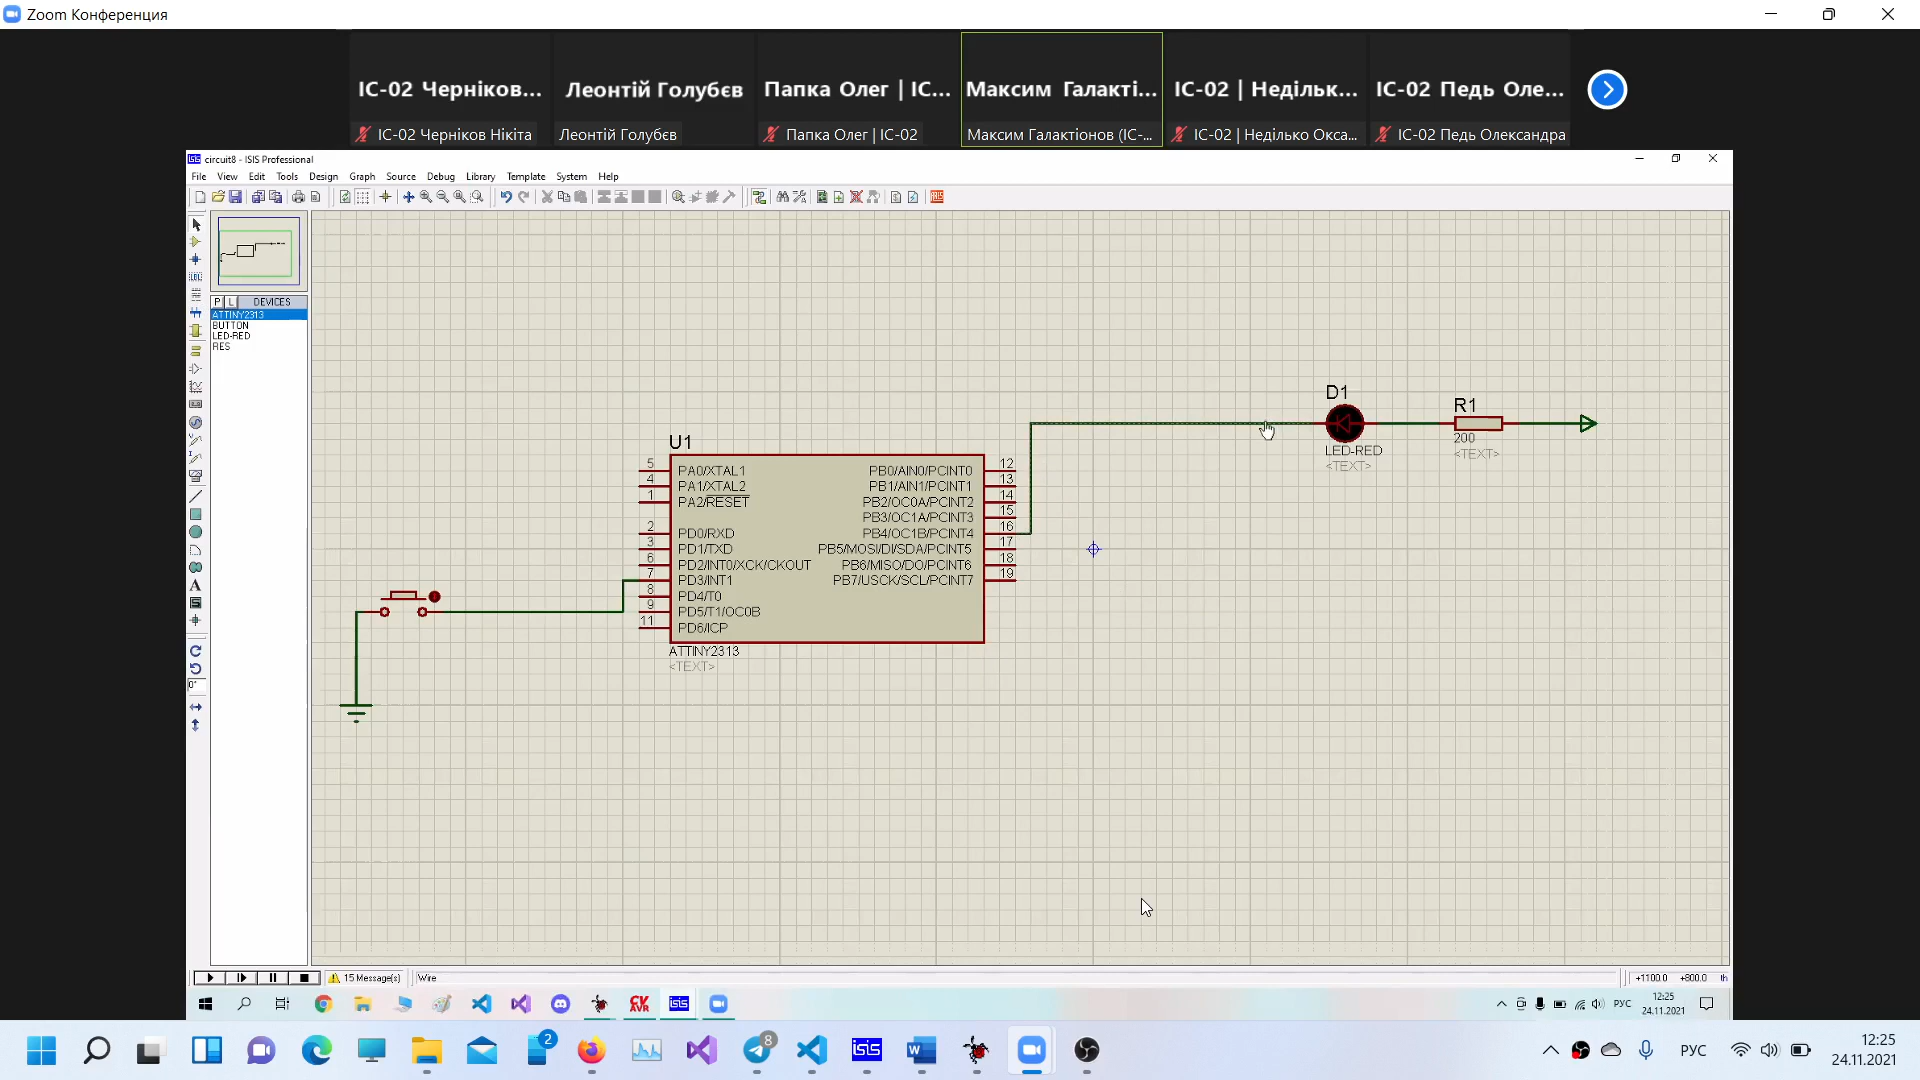 Zoom Конференция
ІС-02 Черніков...
Леонтій Голубєв
Папка Олег | ІС...
Максим Галакті...
ІС-02 | Недільк...
ІС-02 Педь Оле...
ІС-02 Черніков Нікіта
Леонтій Голубєв
Папка Олег | ІС-02
Максим Галактіонов (ІС-...
ІС-02 | Неділько Окса...
ІС-02 Педь Олександра
circuit8 - ISIS Professional
File View Edit Tools Design Graph Source Debug Library Template System Help
P L DEVICES
ATTINY2313
BUTTON
LED-RED
RES
D1
LED-RED
<TEXT>
R1
200
<TEXT>
U1
5 PA0/XTAL1 PB0/AIN0/PCINT0 12
4 PA1/XTAL2 PB1/AIN1/PCINT1 13
1 PA2/RESET PB2/OC0A/PCINT2 14
PB3/OC1A/PCINT3 15
2 PD0/RXD PB4/OC1B/PCINT4 16
3 PD1/TXD PB5/MOSI/DI/SDA/PCINT5 17
6 PD2/INT0/XCK/CKOUT PB6/MISO/DO/PCINT6 18
7 PD3/INT1 PB7/USCK/SCL/PCINT7 19
8 PD4/T0
9 PD5/T1/OC0B
11 PD6/ICP
ATTINY2313
<TEXT>
0°
15 Message(s) Wire +1100.0 +800.0 th
CV AVR
isis
РУС
12:25
24.11.2021
2
8
isis
РУС
12:25
24.11.2021